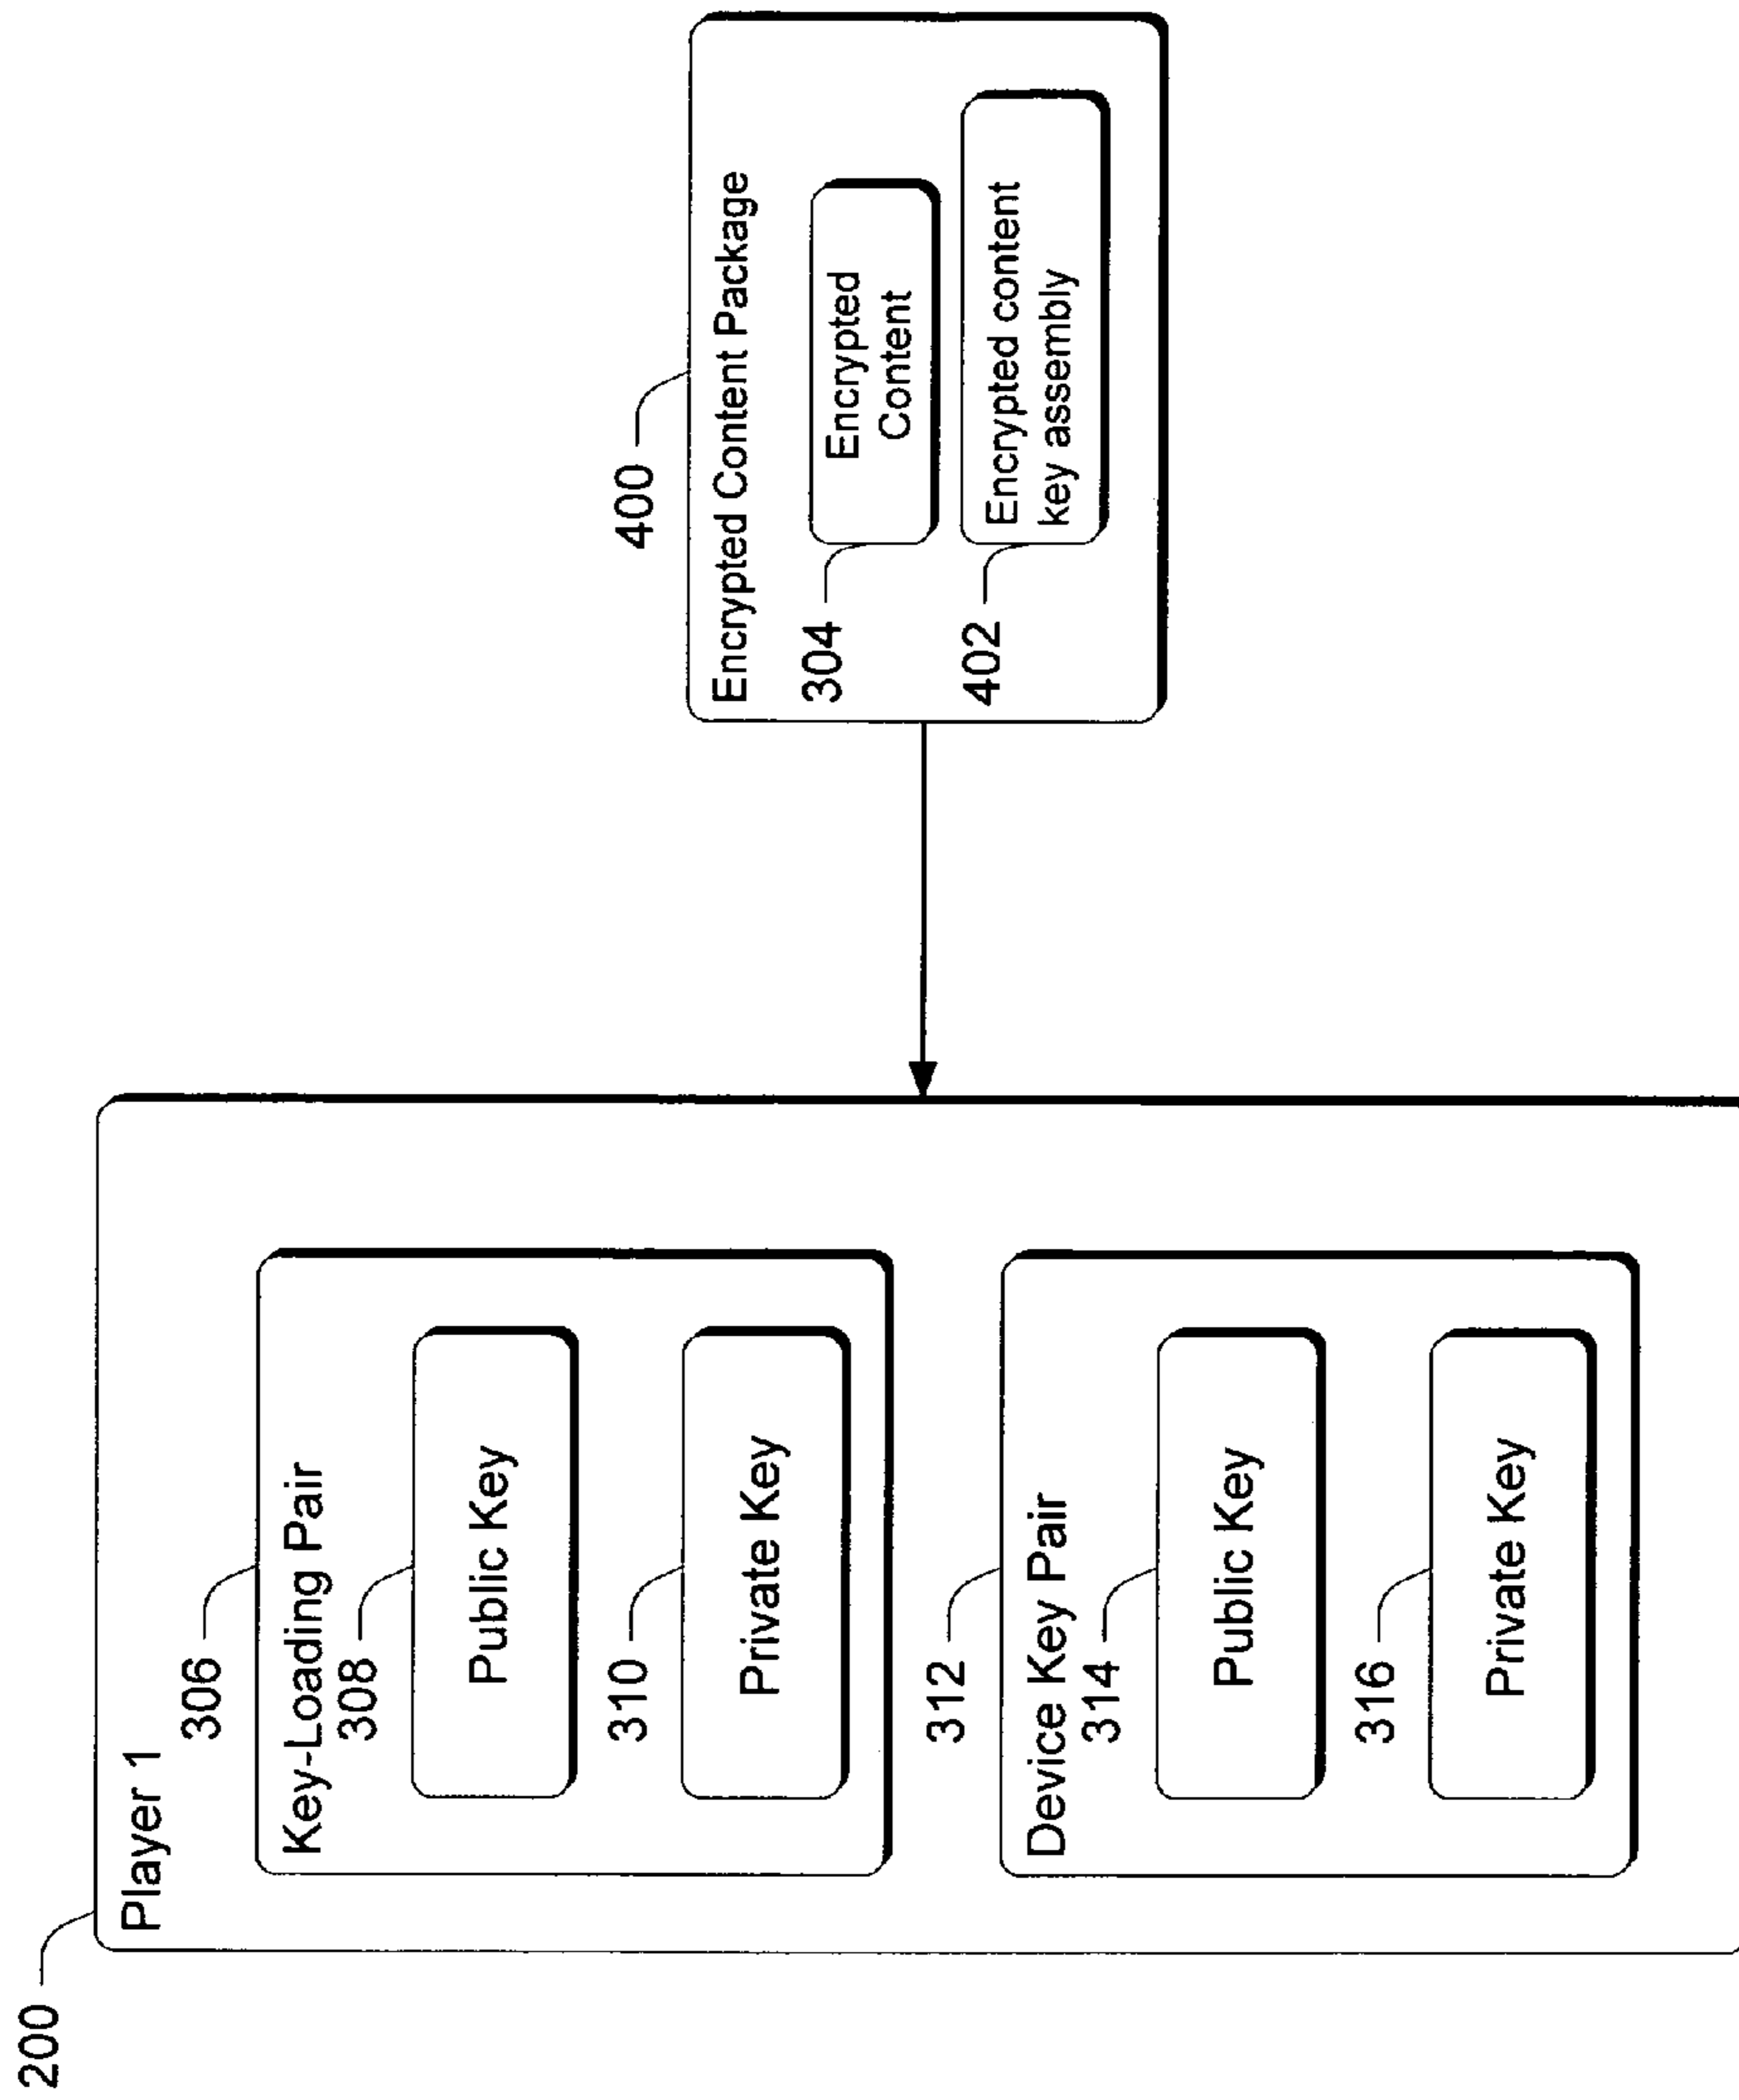 200
Player 1
306
Key-Loading Pair
308
Public Key
310
Private Key
312
Device Key Pair
314
Public Key
316
Private Key
400
Encrypted Content Package
304
Encrypted
Content
402
Encrypted content
key assembly